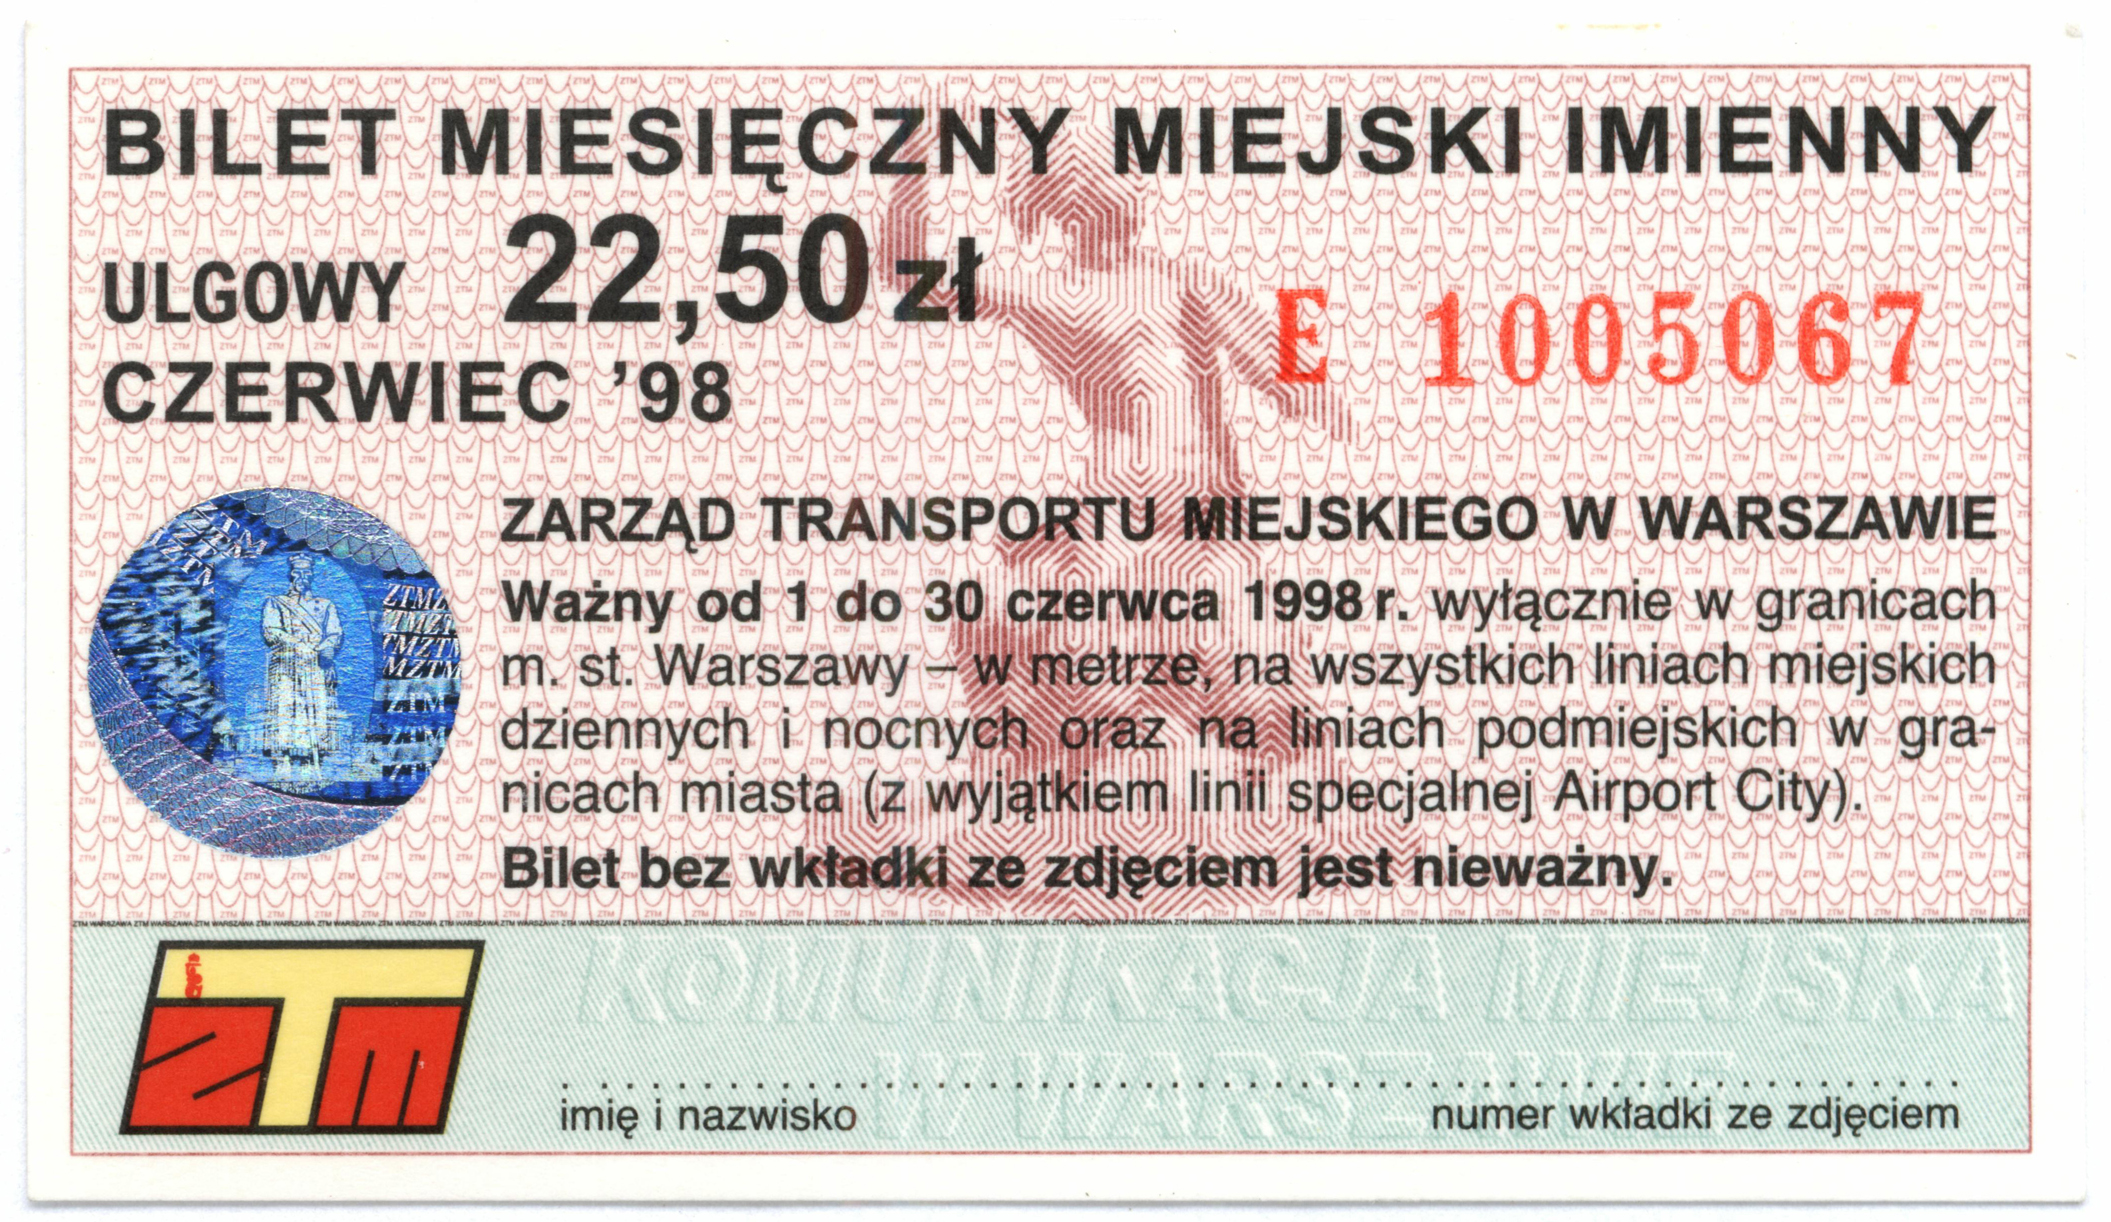 BILET MIESIĘCZNY MIEJSKI IMIENNY
ULGOWY 22,50 zł
E 1005067
CZERWIEC '98
ZARZĄD TRANSPORTU MIEJSKIEGO W WARSZAWIE
Ważny od 1 do 30 czerwca 1998 r. wyłącznie w granicach
m. st. Warszawy – w metrze, na wszystkich liniach miejskich
dziennych i nocnych oraz na liniach podmiejskich w gra-
nicach miasta (z wyjątkiem linii specjalnej Airport City).
Bilet bez wkładki ze zdjęciem jest nieważny.
ZTM
KOMUNIKACJA MIEJSKA
W WARSZAWIE
imię i nazwisko
numer wkładki ze zdjęciem